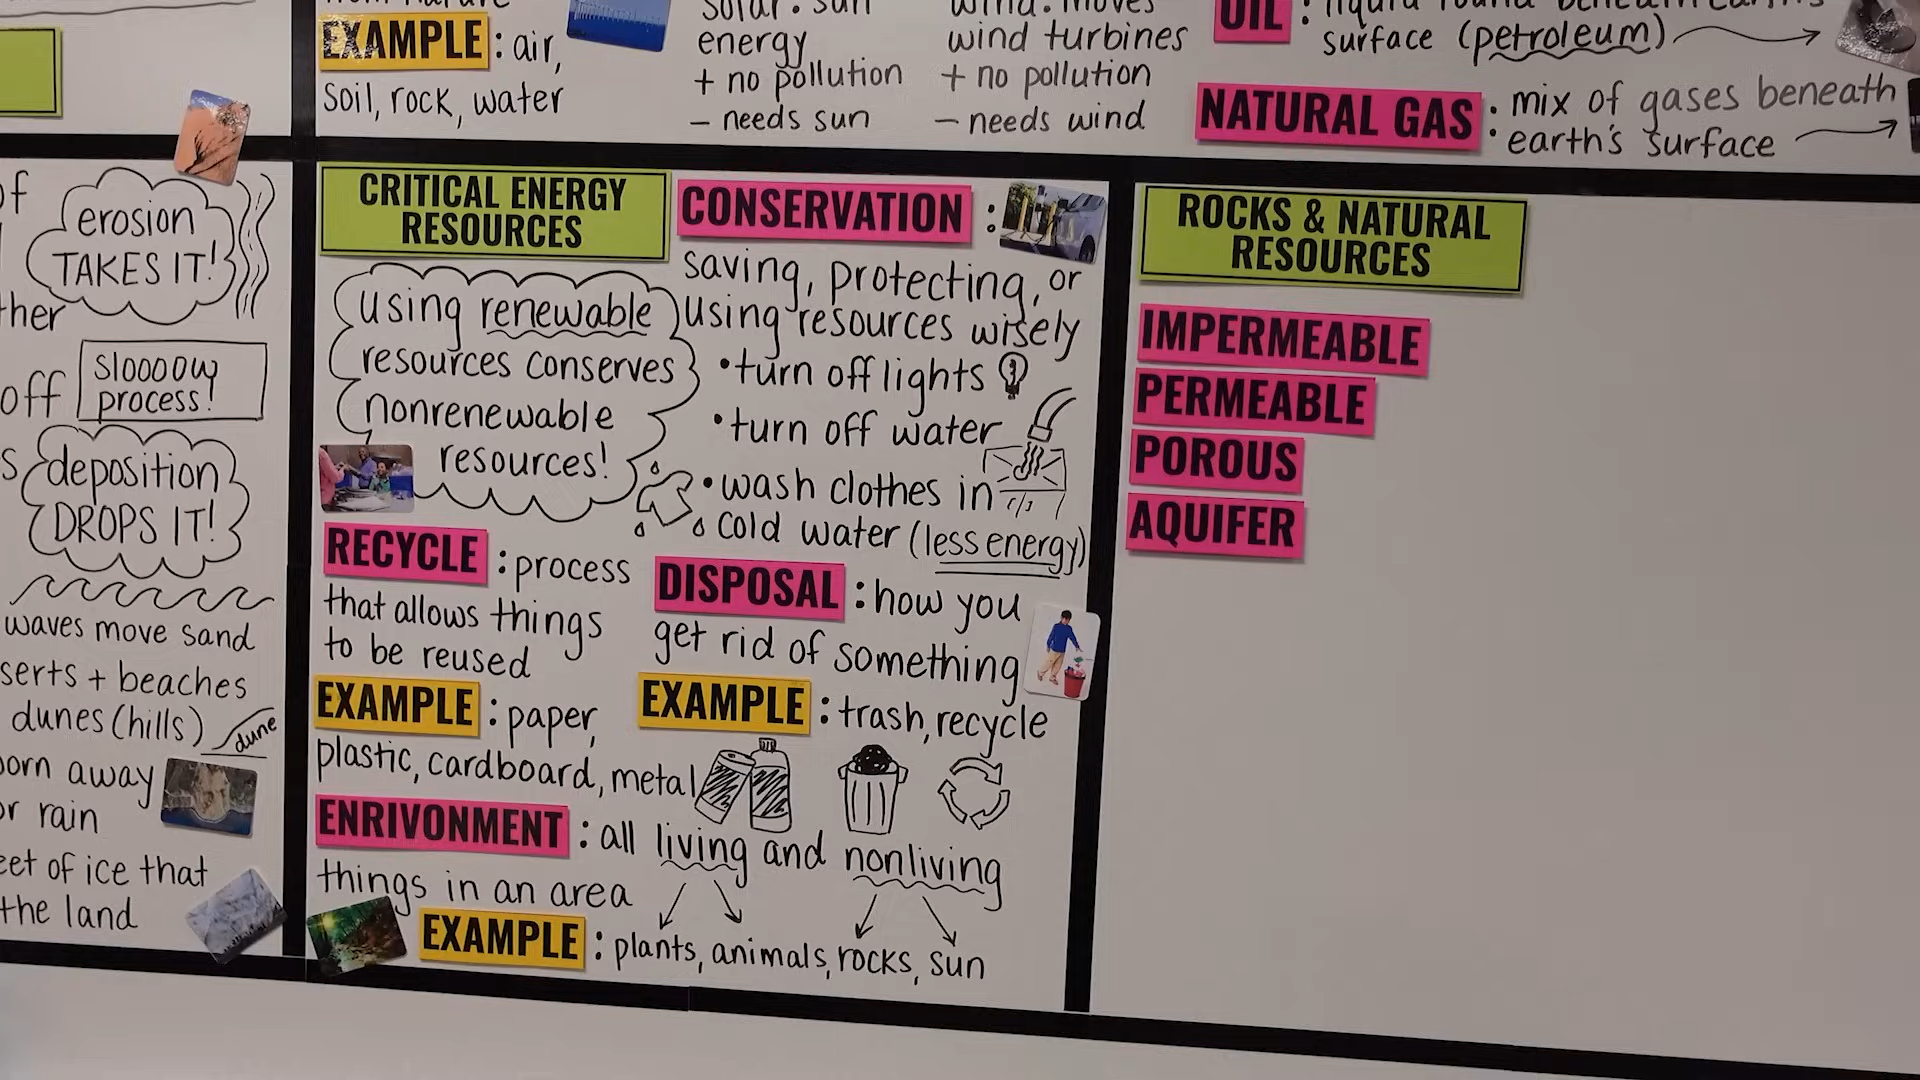 EXAMPLE : air,
soil, rock, water
energy
+ no pollution
– needs sun
wind turbines
+ no pollution
– needs wind
OIL :
surface (petroleum)
NATURAL GAS : mix of gases beneath
earth's surface
erosion
TAKES IT!
off
sloooow
process!
deposition
DROPS IT!
waves move sand
+ beaches
dunes (hills)
dune
away
rain
of ice that
the land
CRITICAL ENERGY
RESOURCES
using renewable
resources conserves
nonrenewable
resources!
CONSERVATION :
saving, protecting, or
using resources wisely
•turn off lights
•turn off water
•wash clothes in
cold water (less energy)
RECYCLE : process
that allows things
to be reused
EXAMPLE : paper,
plastic, cardboard, metal
DISPOSAL : how you
get rid of something
EXAMPLE : trash, recycle
ENRIVONMENT : all living and nonliving
things in an area
EXAMPLE : plants, animals, rocks, sun
ROCKS & NATURAL
RESOURCES
IMPERMEABLE
PERMEABLE
POROUS
AQUIFER